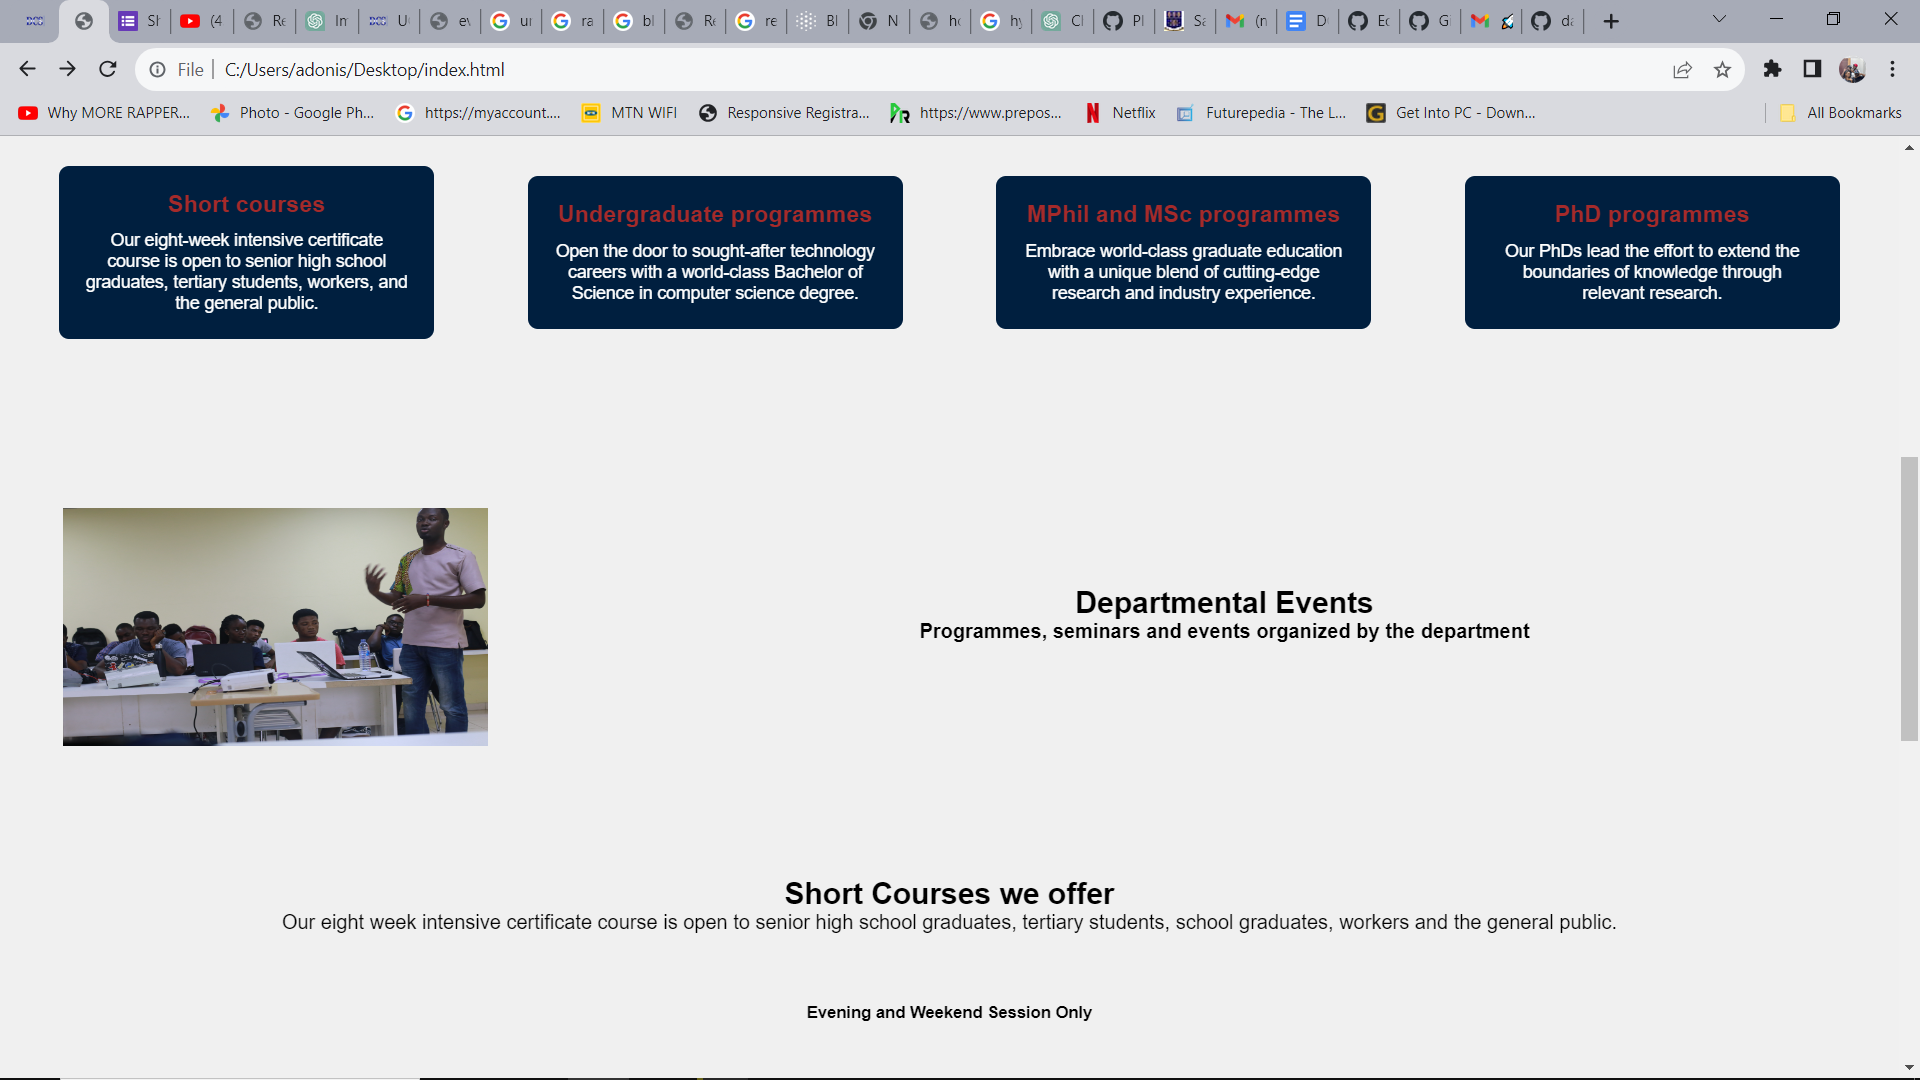 Sh
(4
Re
In
U
ev
ur
ra
bl
Re
re
Bl
N
hc
hy
Cl
Pl
Sa
(n
D
Ec
Gi
da
File
C:/Users/adonis/Desktop/index.html
Why MORE RAPPER...
Photo - Google Ph...
https://myaccount....
MTN WIFI
Responsive Registra...
https://www.prepos...
Netflix
Futurepedia - The L...
Get Into PC - Down...
All Bookmarks
Short courses
Our eight-week intensive certificate
course is open to senior high school
graduates, tertiary students, workers, and
the general public.
Undergraduate programmes
Open the door to sought-after technology
careers with a world-class Bachelor of
Science in computer science degree.
MPhil and MSc programmes
Embrace world-class graduate education
with a unique blend of cutting-edge
research and industry experience.
PhD programmes
Our PhDs lead the effort to extend the
boundaries of knowledge through
relevant research.
Departmental Events
Programmes, seminars and events organized by the department
Short Courses we offer
Our eight week intensive certificate course is open to senior high school graduates, tertiary students, school graduates, workers and the general public.
Evening and Weekend Session Only